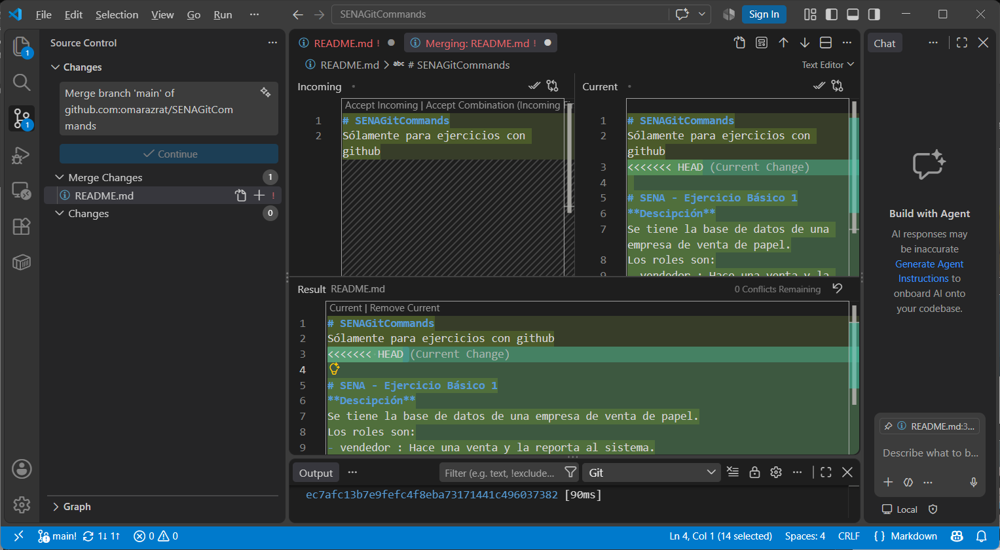 File Edit Selection View Go Run ··· SENAGitCommands Sign In
Source Control ···
Changes
Merge branch 'main' of
github.com:omarazrat/SENAGitCom
mands
Continue
Merge Changes 1
README.md !
Changes 0
Graph
README.md ! Merging: README.md !
README.md > # SENAGitCommands Text Editor
Incoming
Accept Incoming | Accept Combination (Incoming
1 # SENAGitCommands
2 Sólamente para ejercicios con
github
Current
1 # SENAGitCommands
2 Sólamente para ejercicios con
github
3 <<<<<<< HEAD (Current Change)
4
5 # SENA - Ejercicio Básico 1
6 **Descipción**
7 Se tiene la base de datos de una
empresa de venta de papel.
8 Los roles son:
9 - vendedor : Hace una venta y la
Result README.md 0 Conflicts Remaining
Current | Remove Current
1 # SENAGitCommands
2 Sólamente para ejercicios con github
3 <<<<<<< HEAD (Current Change)
4
5 # SENA - Ejercicio Básico 1
6 **Descipción**
7 Se tiene la base de datos de una empresa de venta de papel.
8 Los roles son:
9 - vendedor : Hace una venta y la reporta al sistema.
Output ··· Filter (e.g. text, !exclude... Git
ec7afc13b7e9fefc4f8eba73171441c496037382 [90ms]
Chat ···
Build with Agent
AI responses may
be inaccurate
Generate Agent
Instructions to
onboard AI onto
your codebase.
README.md:3...
Describe what to b...
Local
main! 1↓ 1↑ 0 0 Ln 4, Col 1 (14 selected) Spaces: 4 CRLF { } Markdown